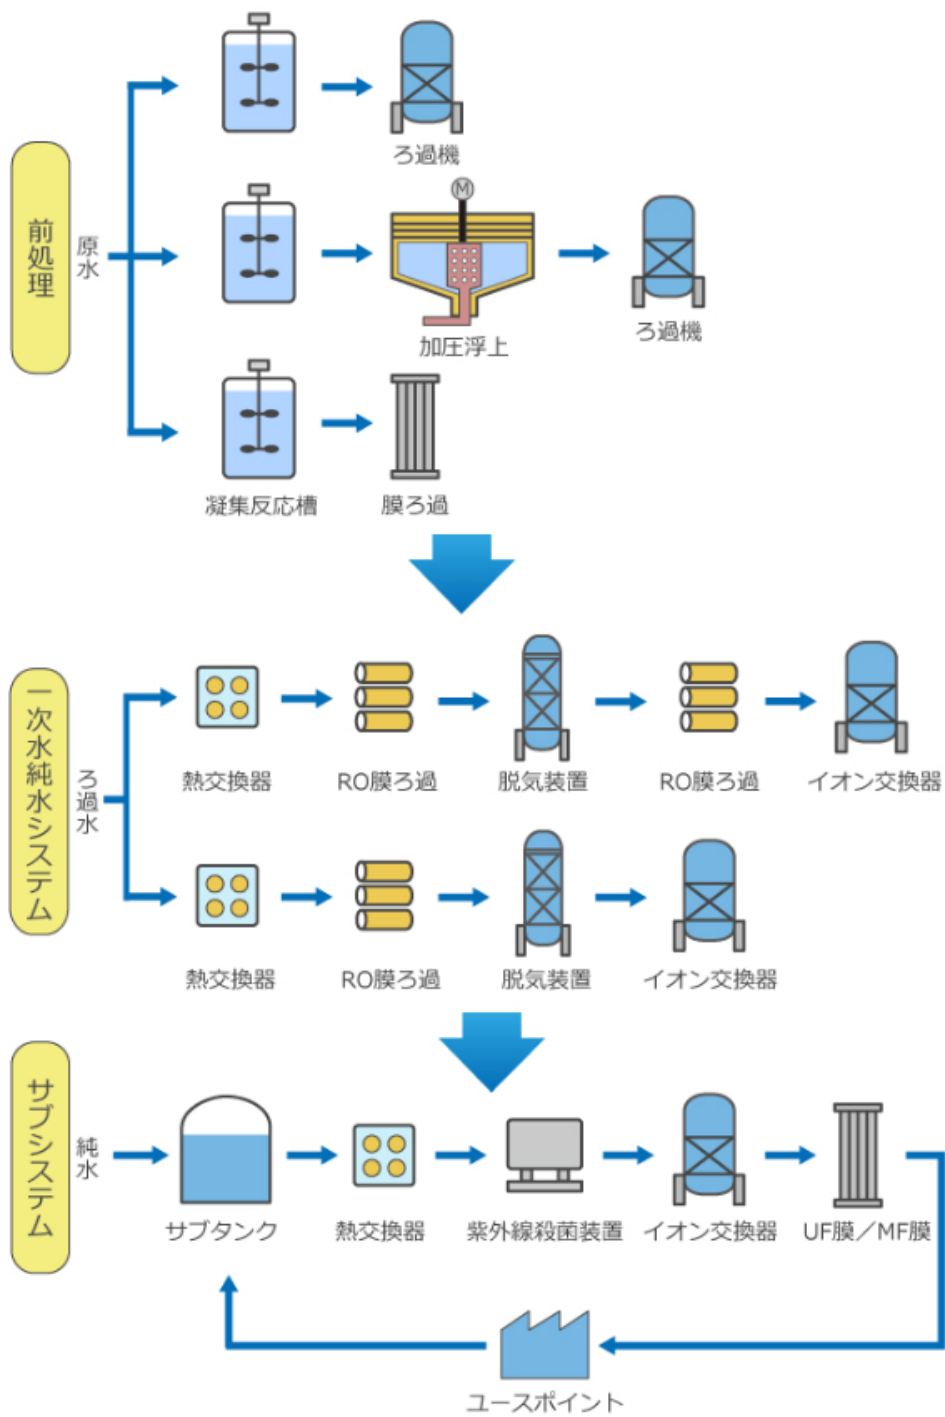 前処理
原水
ろ過機
M
加圧浮上
ろ過機
凝集反応槽
膜ろ過
一次水純水システム
ろ過水
熱交換器
RO膜ろ過
脱気装置
RO膜ろ過
イオン交換器
熱交換器
RO膜ろ過
脱気装置
イオン交換器
サブシステム
純水
サブタンク
熱交換器
紫外線殺菌装置
イオン交換器
UF膜／MF膜
ユースポイント